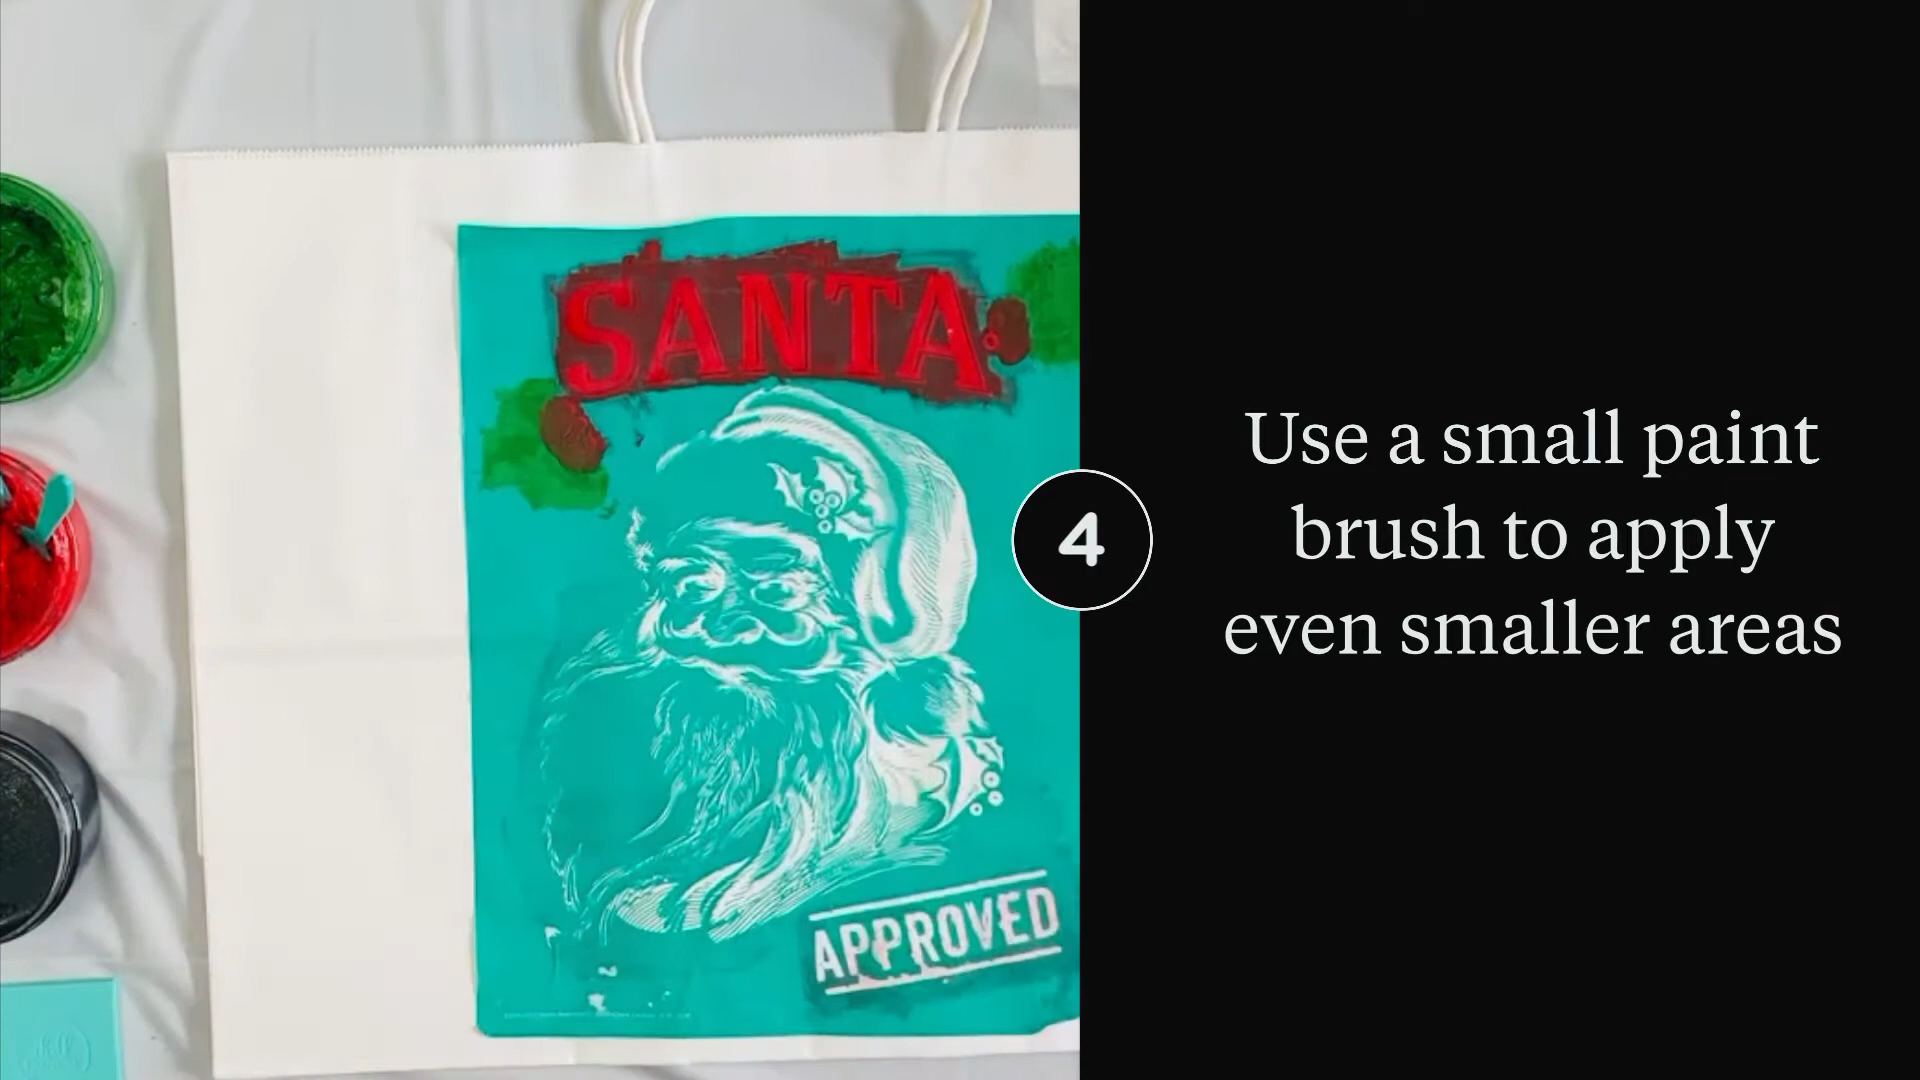 SANTA
APPROVED
4
Use a small paint
brush to apply
even smaller areas